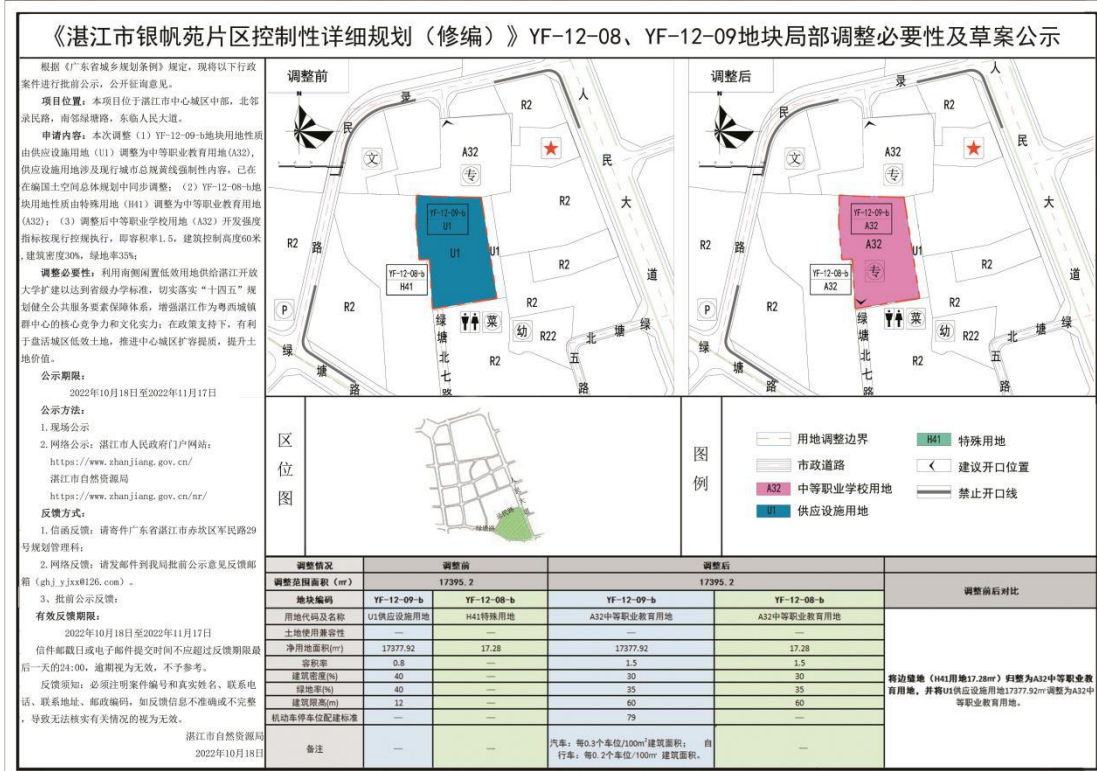 《湛江市银帆苑片区控制性详细规划（修编）》YF-12-08、YF-12-09地块局部调整必要性及草案公示
根据《广东省城乡规划条例》规定，现将以下行政
案件进行批前公示，公开征询意见。
项目位置：本项目位于湛江市中心城区中部，北邻
录民路，南邻绿塘路，东临人民大道。
申请内容：本次调整（1）YF-12-09-b地块用地性质
由供应设施用地（U1）调整为中等职业教育用地(A32)，
供应设施用地涉及现行城市总规黄线强制性内容，已在
在编国土空间总体规划中同步调整；（2）YF-12-08-b地
块用地性质由特殊用地（H41）调整为中等职业教育用地
(A32)；（3）调整后中等职业学校用地（A32）开发强度
指标按现行控规执行，即容积率1.5，建筑控制高度60米
,建筑密度30%，绿地率35%；
调整必要性：利用南侧闲置低效用地供给湛江开放
大学扩建以达到省级办学标准，切实落实“十四五”规
划健全公共服务要素保障体系，增强湛江作为粤西城镇
群中心的核心竞争力和文化实力；在政策支持下，有利
于盘活城区低效土地，推进中心城区扩容提质，提升土
地价值。
公示期限：
2022年10月18日至2022年11月17日
公示方法：
1.现场公示
2.网络公示：湛江市人民政府门户网站：
https://www.zhanjiang.gov.cn/
湛江市自然资源局
https://www.zhanjiang.gov.cn/nr/
反馈方式：
1.信函反馈：请寄件广东省湛江市赤坎区军民路29
号规划管理科；
2.网络反馈：请发邮件到我局批前公示意见反馈邮
箱（ghj_yjxx@126.com）。
3、批前公示反馈：
有效反馈期限：
2022年10月18日至2022年11月17日
信件邮戳日或电子邮件提交时间不应超过反馈期限最
后一天的24:00，逾期视为无效，不予参考。
反馈须知：必须注明案件编号和真实姓名、联系电
话、联系地址、邮政编码，如反馈信息不准确或不完整
，导致无法核实有关情况的视为无效。
湛江市自然资源局
2022年10月18日
调整前
录
民
路
人
民
大
道
R2
A32
文
专
R2
YF-12-09-b
U1
U1
U1
R2
R2
YF-12-08-b
H41
R2
P
绿
塘
路
绿
塘
北
七
路
菜
幼
R2
R22
绿
塘
北
五
路
调整后
录
民
路
人
民
大
道
R2
A32
文
专
R2
YF-12-09-b
A32
A32
U1
专
R2
R2
YF-12-08-b
A32
R2
P
绿
塘
路
绿
塘
北
七
路
菜
幼
R2
R22
绿
塘
北
五
路
区位图
录民路
绿塘路
人民大道
图例
用地调整边界
H41 特殊用地
市政道路
建议开口位置
A32 中等职业学校用地
禁止开口线
U1 供应设施用地
调整情况 调整前 调整后 调整前后对比
调整范围面积（㎡） 17395.2 17395.2
地块编码 YF-12-09-b YF-12-08-b YF-12-09-b YF-12-08-b
用地代码及名称 U1供应设施用地 H41特殊用地 A32中等职业教育用地 A32中等职业教育用地
土地使用兼容性 — — — —
净用地面积(㎡) 17377.92 17.28 17377.92 17.28
容积率 0.8 — 1.5 1.5
建筑密度(%) 40 — 30 30
绿地率(%) 40 — 35 35
建筑限高(m) 12 — 60 60
机动车停车位配建标准 — — 79
备注 — — 汽车：每0.3个车位/100m²建筑面积； 自
行车：每0.2个车位/100㎡ 建筑面积。 —
将边缝地（H41用地17.28㎡）归整为A32中等职业教
育用地，并将U1供应设施用地17377.92㎡调整为A32中
等职业教育用地。